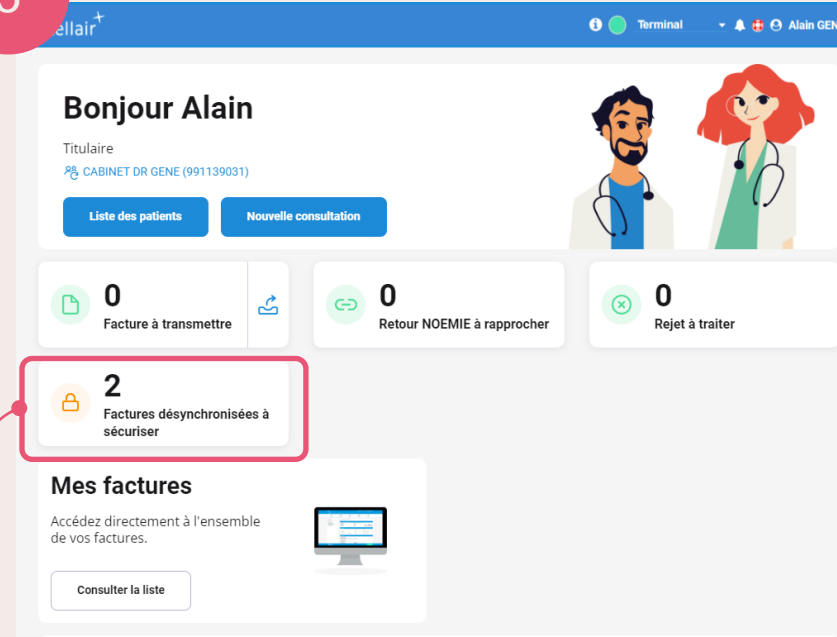 ellair
Terminal
Alain GEN
Bonjour Alain
Titulaire
CABINET DR GENE (991139031)
Liste des patients
Nouvelle consultation
0
Facture à transmettre
0
Retour NOEMIE à rapprocher
0
Rejet à traiter
2
Factures désynchronisées à
sécuriser
Mes factures
Accédez directement à l'ensemble
de vos factures.
Consulter la liste